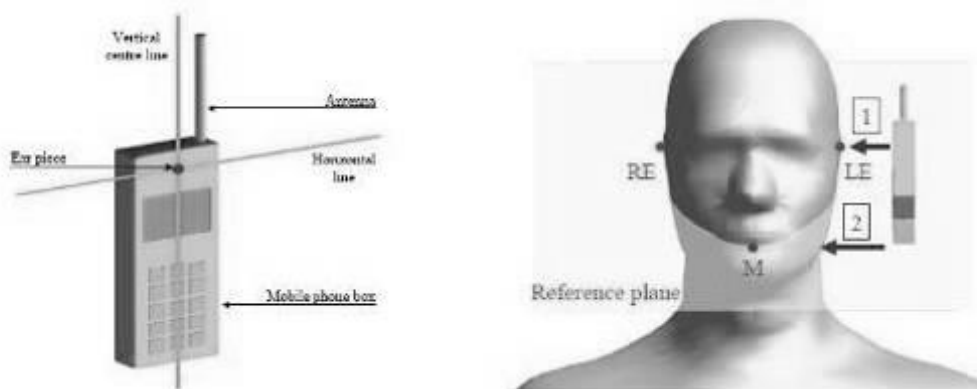 Vertical
centre line
Antenna
Ear piece
Horizontal
line
Mobile phone box
1
RE
LE
2
M
Reference plane